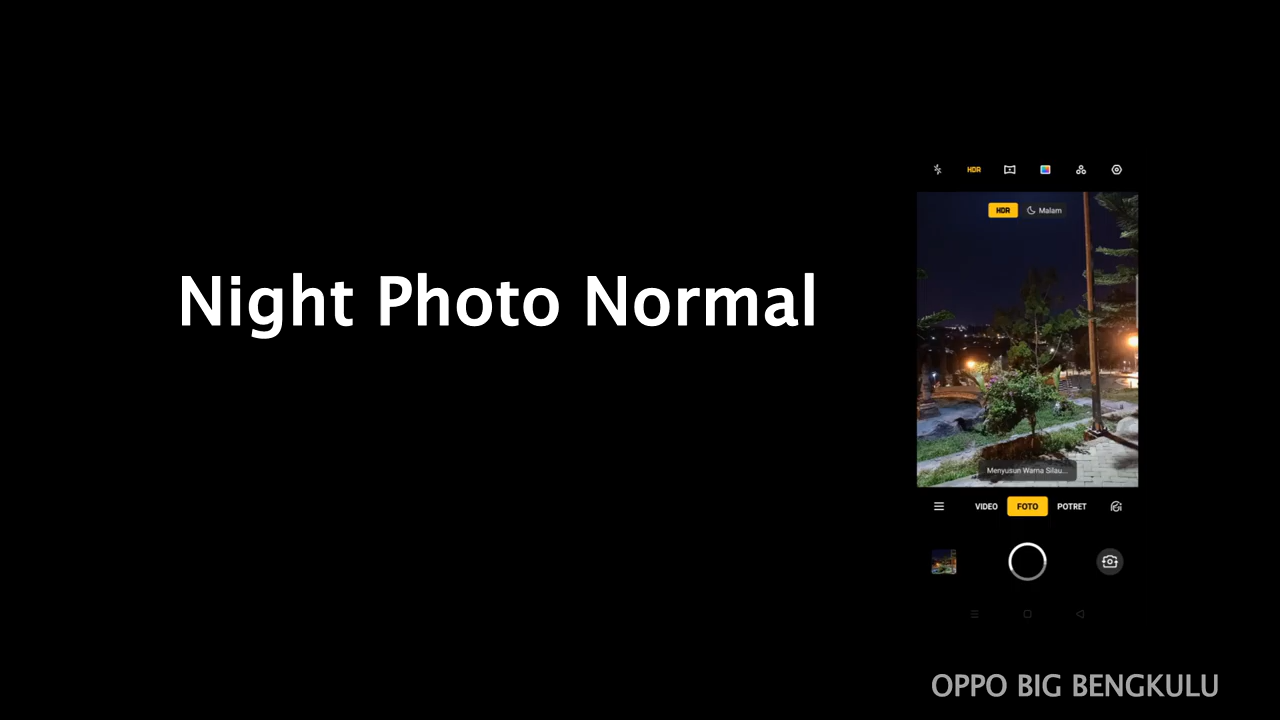 Night Photo Normal
HDR
HDR Malam
Menyusun Warna Silau...
VIDEO FOTO POTRET
OPPO BIG BENGKULU